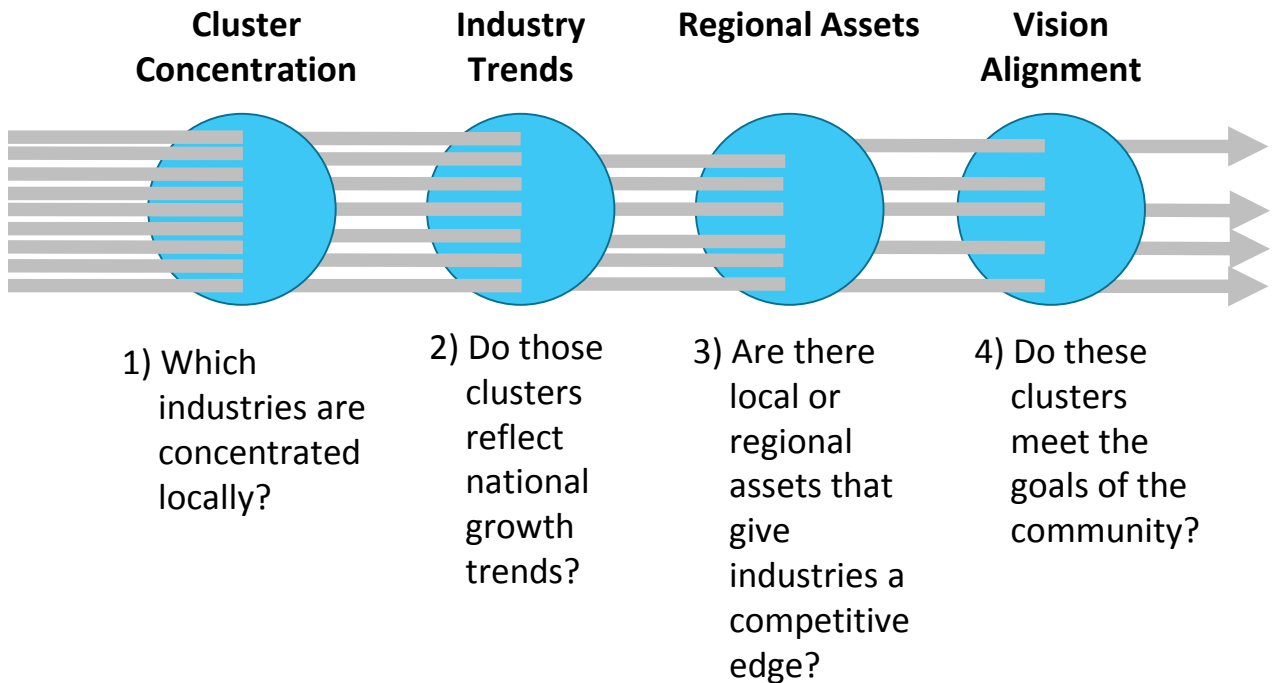 Cluster
Concentration
Industry
Trends
Regional Assets
Vision
Alignment
1) Which
industries are
concentrated
locally?
2) Do those
clusters
reflect
national
growth
trends?
3) Are there
local or
regional
assets that
give
industries a
competitive
edge?
4) Do these
clusters
meet the
goals of the
community?